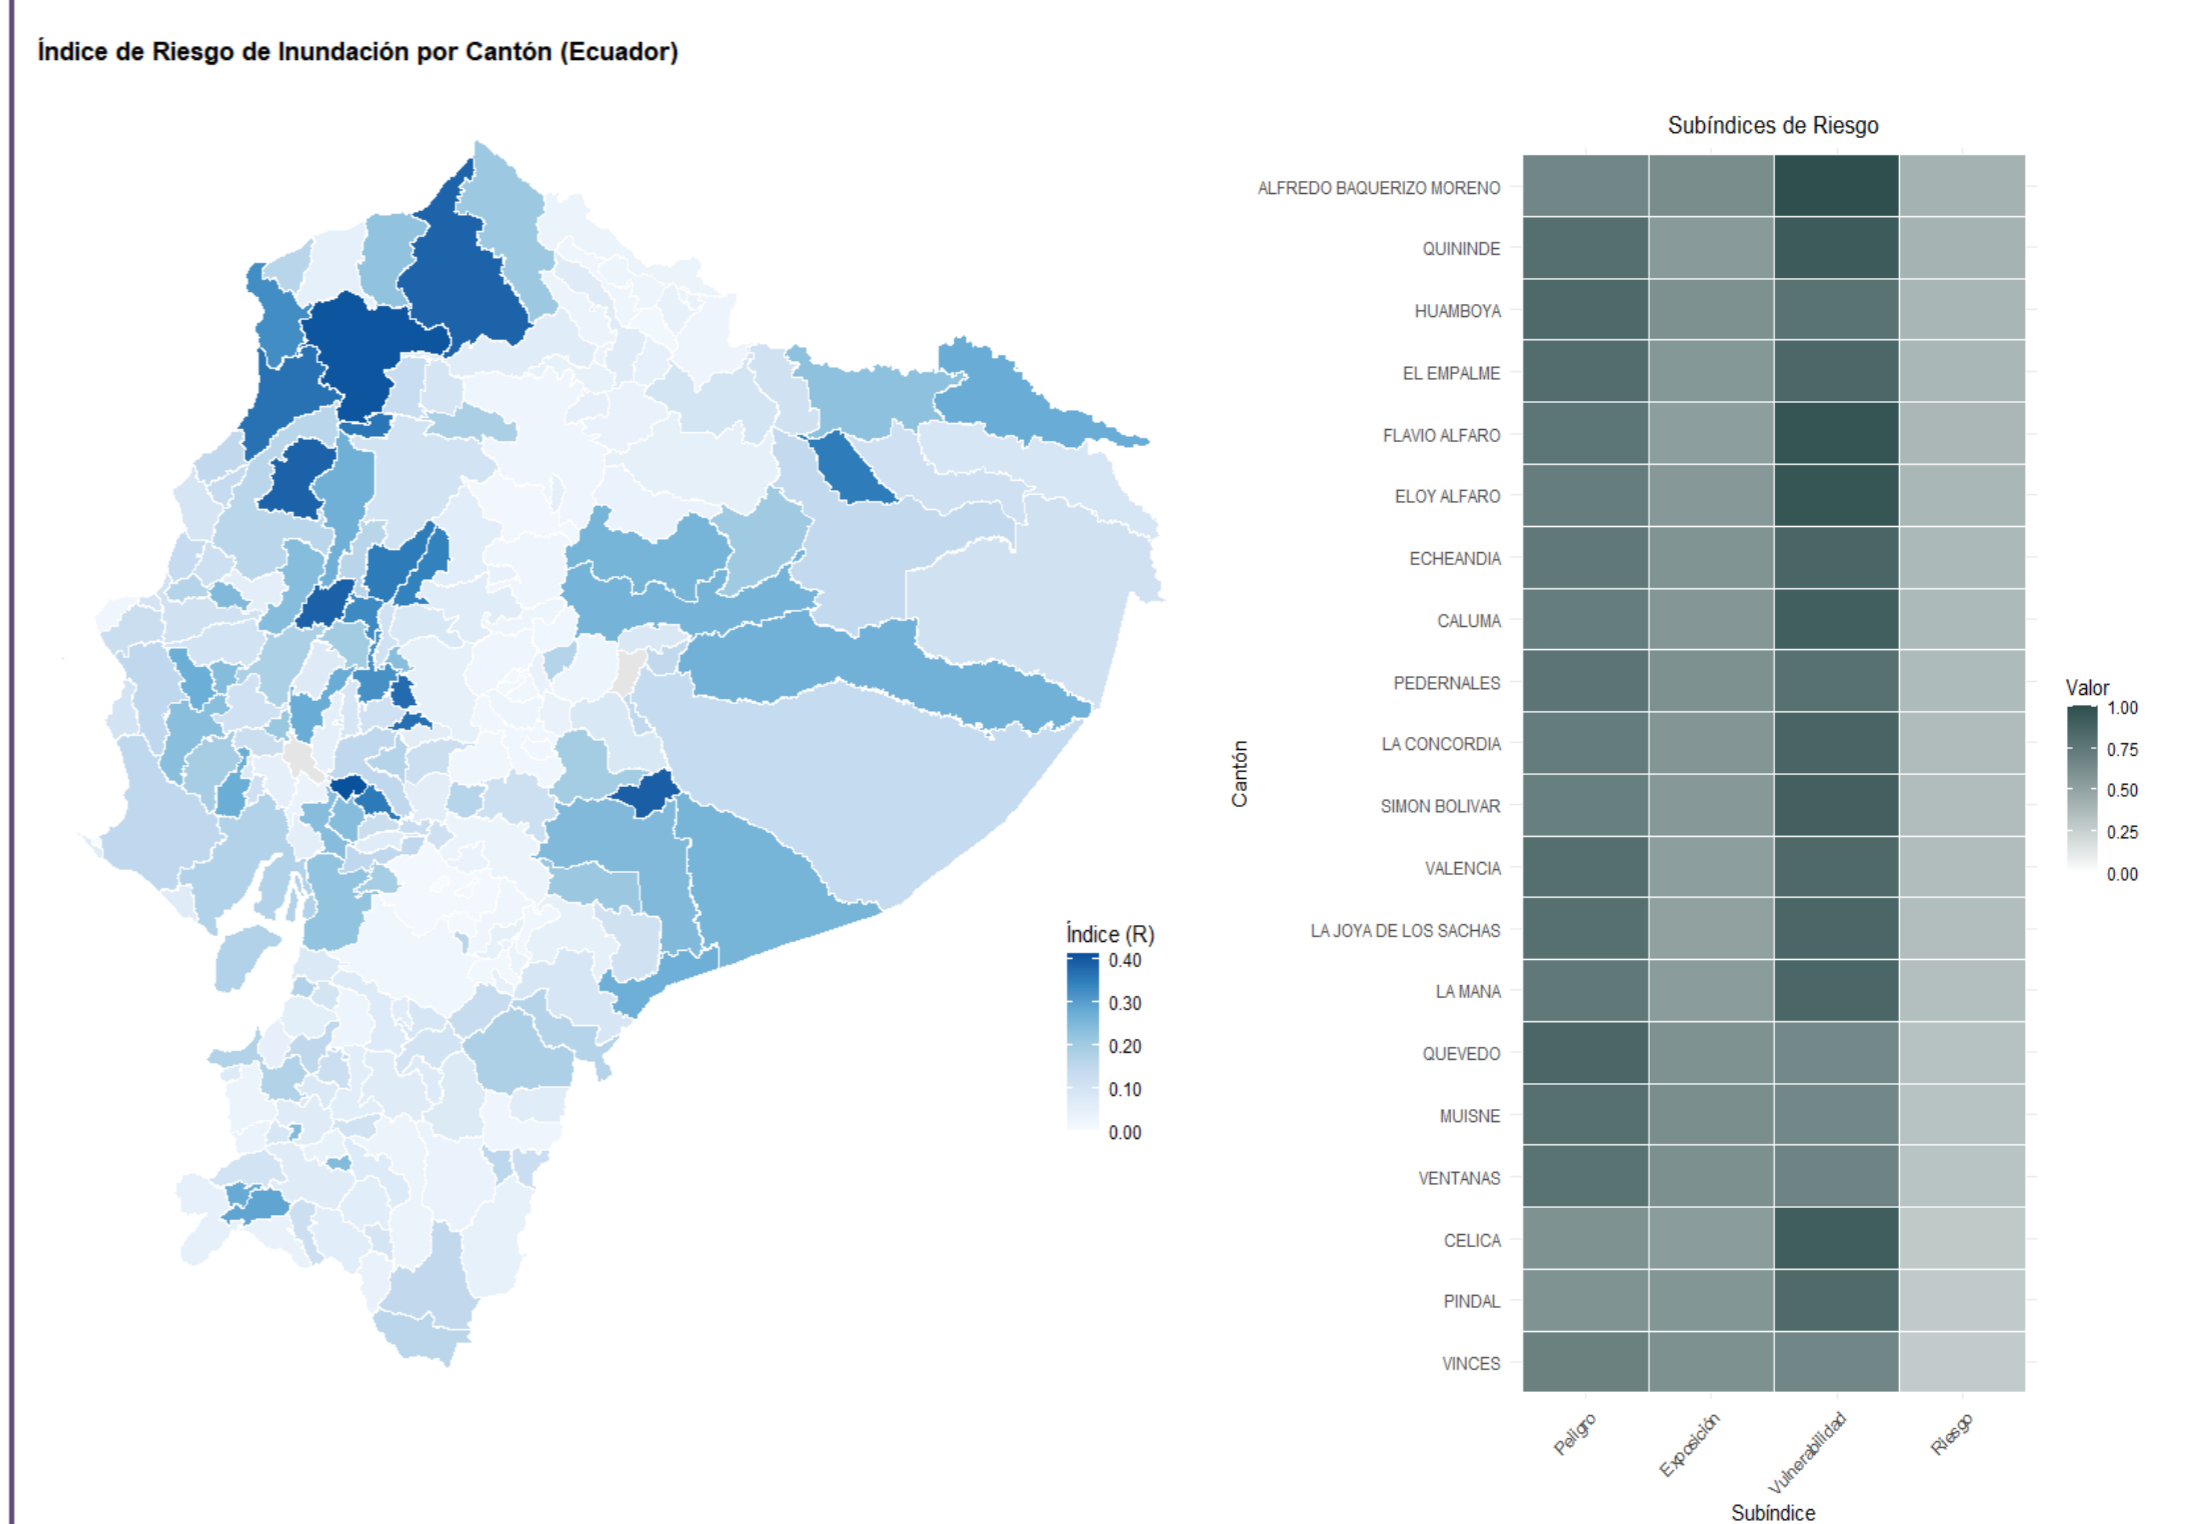 Índice de Riesgo de Inundación por Cantón (Ecuador)
Índice (R)
0.40
0.30
0.20
0.10
0.00
Subíndices de Riesgo
Cantón
ALFREDO BAQUERIZO MORENO
QUININDE
HUAMBOYA
EL EMPALME
FLAVIO ALFARO
ELOY ALFARO
ECHEANDIA
CALUMA
PEDERNALES
LA CONCORDIA
SIMON BOLIVAR
VALENCIA
LA JOYA DE LOS SACHAS
LA MANA
QUEVEDO
MUISNE
VENTANAS
CELICA
PINDAL
VINCES
Peligro
Exposición
Vulnerabilidad
Riesgo
Subíndice
Valor
1.00
0.75
0.50
0.25
0.00